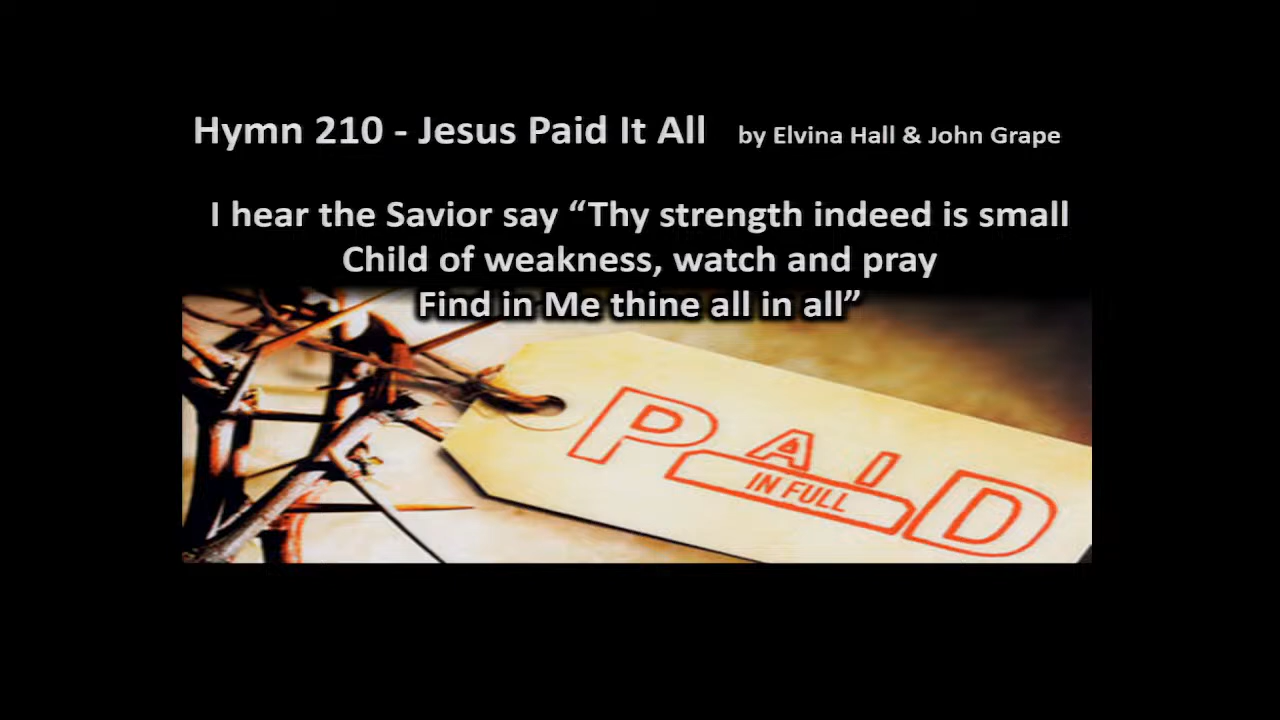 Hymn 210 - Jesus Paid It All by Elvina Hall & John Grape
I hear the Savior say “Thy strength indeed is small
Child of weakness, watch and pray
Find in Me thine all in all”
PAID
IN FULL